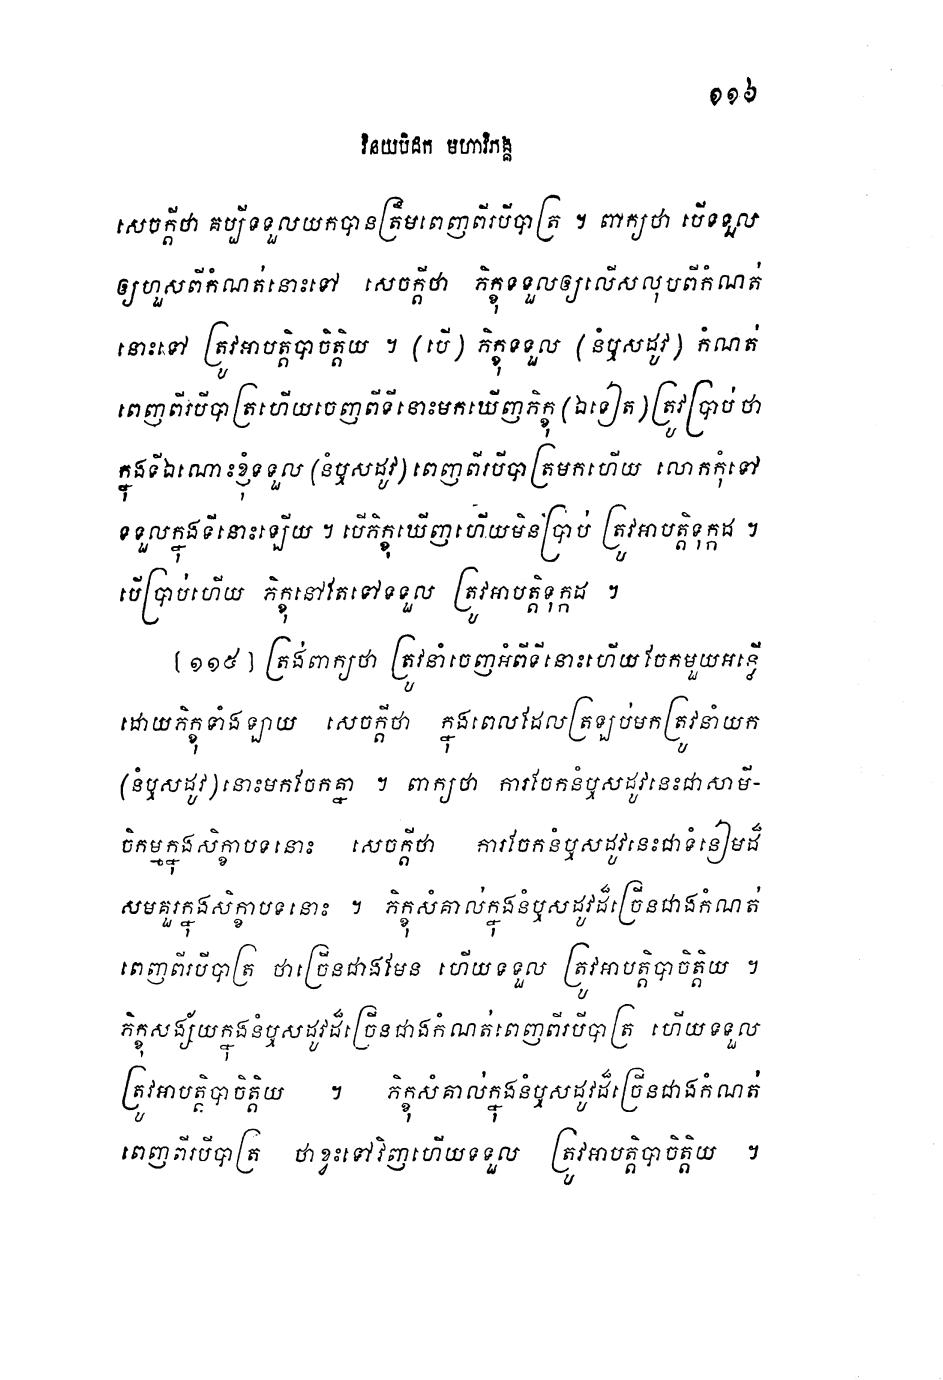 ១១៦
វិនយបិដក មហាវិភង្គ
សេចក្តីថា គប្បីទទួលយកបានត្រឹមពេញពីរបីបាត្រ ។ ពាក្យថា បើទទួល
ឲ្យហួសពីកំណត់នោះទៅ សេចក្តីថា ភិក្ខុទទួលឲ្យលើសលុបពីកំណត់
នោះទៅ ត្រូវអាបត្តិបាចិត្តិយ ។ (បើ) ភិក្ខុទទួល (នំឬសដូវ) កំណត់
ពេញពីរបីបាត្រហើយចេញពីទីនោះមកឃើញភិក្ខុ (ឯទៀត) ត្រូវប្រាប់ថា
ក្នុងទីឯណោះខ្ញុំទទួល (នំឬសដូវ) ពេញពីរបីបាត្រមកហើយ លោកកុំទៅ
ទទួលក្នុងទីនោះឡើយ ។ បើភិក្ខុឃើញហើយមិនប្រាប់ ត្រូវអាបត្តិទុក្កដ ។
បើប្រាប់ហើយ ភិក្ខុនៅតែទៅទទួល ត្រូវអាបត្តិទុក្កដ ។
[១១៥] ត្រង់ពាក្យថា ត្រូវនាំចេញអំពីទីនោះហើយចែកមួយអន្លើ
ដោយភិក្ខុទាំងឡាយ សេចក្តីថា ក្នុងពេលដែលត្រឡប់មកត្រូវនាំយក
(នំឬសដូវ) នោះមកចែកគ្នា ។ ពាក្យថា ការចែកនំឬសដូវនេះជាសាមី-
ចិកម្មក្នុងសិក្ខាបទនោះ សេចក្តីថា ការចែកនំឬសដូវនេះជាទំនៀមដ៏
សមគួរក្នុងសិក្ខាបទនោះ ។ ភិក្ខុសំគាល់ក្នុងនំឬសដូវដ៏ច្រើនជាងកំណត់
ពេញពីរបីបាត្រ ថាច្រើនជាងមែន ហើយទទួល ត្រូវអាបត្តិបាចិត្តិយ ។
ភិក្ខុសង្ស័យក្នុងនំឬសដូវដ៏ច្រើនជាងកំណត់ពេញពីរបីបាត្រ ហើយទទួល
ត្រូវអាបត្តិបាចិត្តិយ ។ ភិក្ខុសំគាល់ក្នុងនំឬសដូវដ៏ច្រើនជាងកំណត់
ពេញពីរបីបាត្រ ថាខ្វះទៅវិញហើយទទួល ត្រូវអាបត្តិបាចិត្តិយ ។